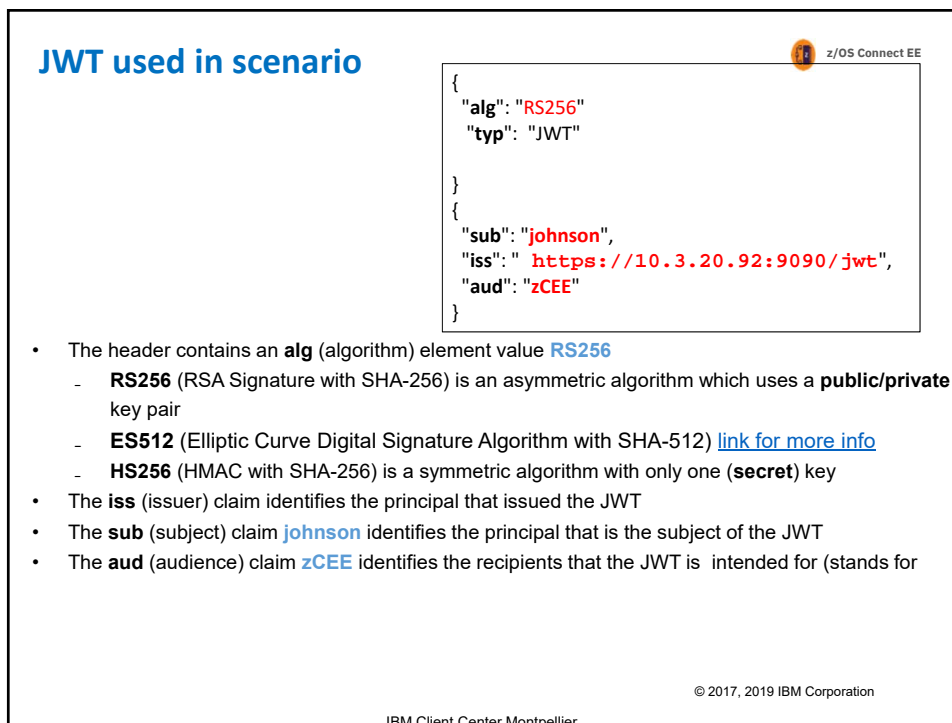 JWT used in scenario
z/OS Connect EE
{
"alg": "RS256"
"typ": "JWT"
}
{
"sub": "johnson",
"iss": " https://10.3.20.92:9090/jwt",
"aud": "zCEE"
}
• The header contains an alg (algorithm) element value RS256
– RS256 (RSA Signature with SHA-256) is an asymmetric algorithm which uses a public/private
key pair
– ES512 (Elliptic Curve Digital Signature Algorithm with SHA-512) link for more info
– HS256 (HMAC with SHA-256) is a symmetric algorithm with only one (secret) key
• The iss (issuer) claim identifies the principal that issued the JWT
• The sub (subject) claim johnson identifies the principal that is the subject of the JWT
• The aud (audience) claim zCEE identifies the recipients that the JWT is intended for (stands for
© 2017, 2019 IBM Corporation
IBM Client Center Montpellier